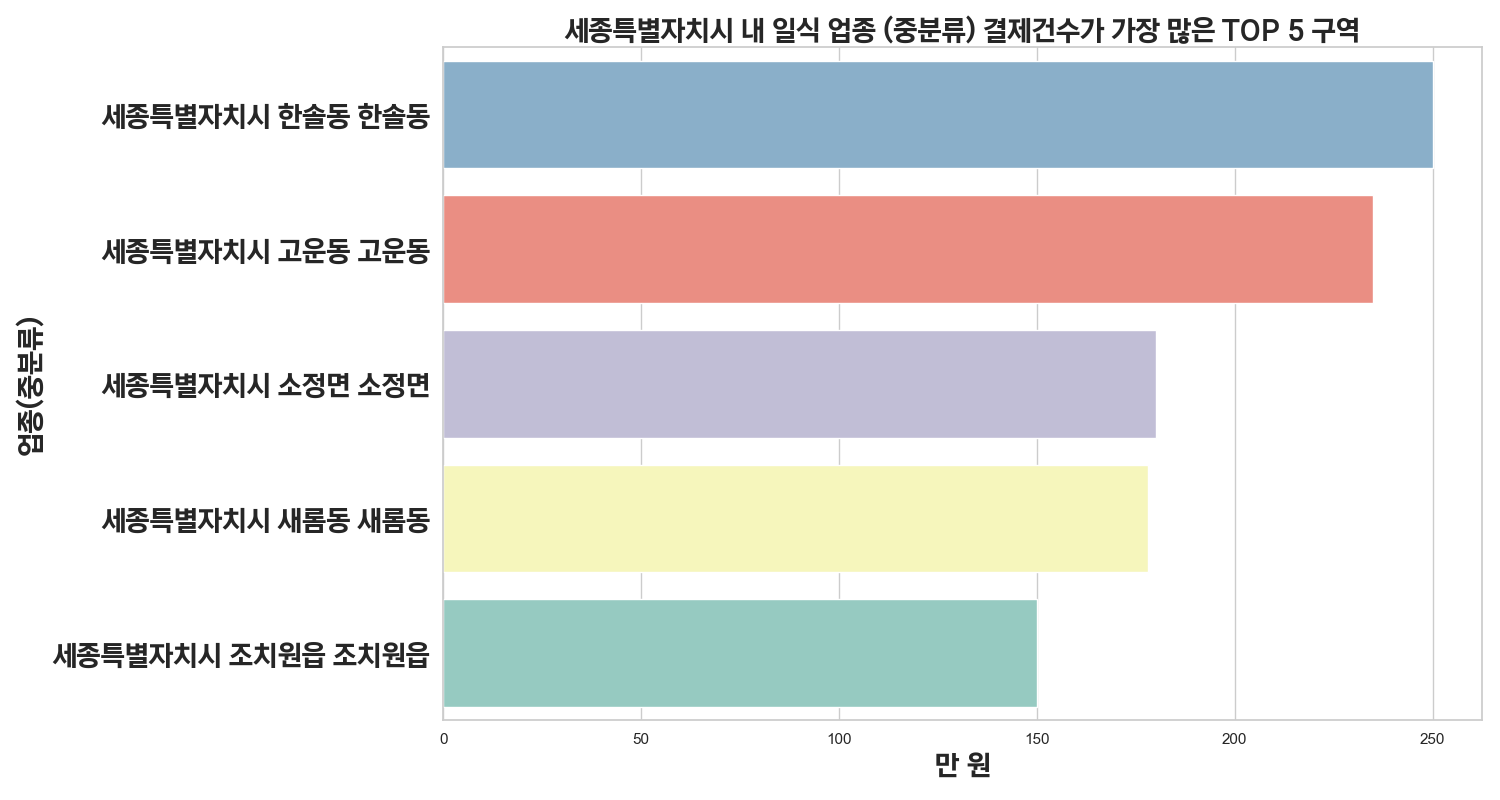 세종특별자치시 내 일식 업종 (중분류) 결제건수가 가장 많은 TOP 5 구역
세종특별자치시 한솔동 한솔동
세종특별자치시 고운동 고운동
세종특별자치시 소정면 소정면
세종특별자치시 새롬동 새롬동
세종특별자치시 조치원읍 조치원읍
업종(중분류)
0 50 100 150 200 250
만 원